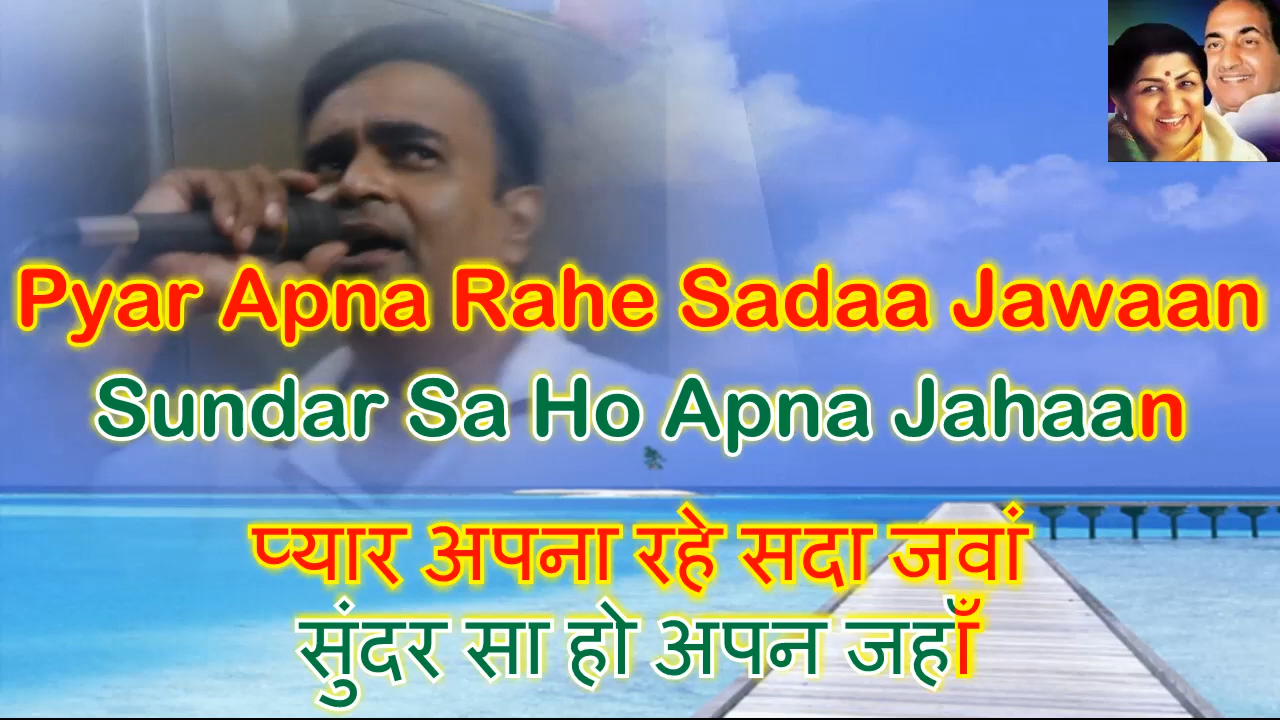 Pyar Apna Rahe Sadaa Jawaan
Sundar Sa Ho Apna Jahaan
प्यार अपना रहे सदा जवां
सुंदर सा हो अपन जहाँ